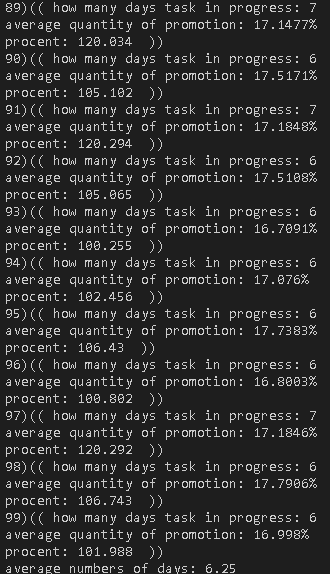 89)(( how many days task in progress: 7
average quantity of promotion: 17.1477%
procent: 120.034  ))
90)(( how many days task in progress: 6
average quantity of promotion: 17.5171%
procent: 105.102  ))
91)(( how many days task in progress: 7
average quantity of promotion: 17.1848%
procent: 120.294  ))
92)(( how many days task in progress: 6
average quantity of promotion: 17.5108%
procent: 105.065  ))
93)(( how many days task in progress: 6
average quantity of promotion: 16.7091%
procent: 100.255  ))
94)(( how many days task in progress: 6
average quantity of promotion: 17.076%
procent: 102.456  ))
95)(( how many days task in progress: 6
average quantity of promotion: 17.7383%
procent: 106.43  ))
96)(( how many days task in progress: 6
average quantity of promotion: 16.8003%
procent: 100.802  ))
97)(( how many days task in progress: 7
average quantity of promotion: 17.1846%
procent: 120.292  ))
98)(( how many days task in progress: 6
average quantity of promotion: 17.7906%
procent: 106.743  ))
99)(( how many days task in progress: 6
average quantity of promotion: 16.998%
procent: 101.988  ))
average numbers of days: 6.25